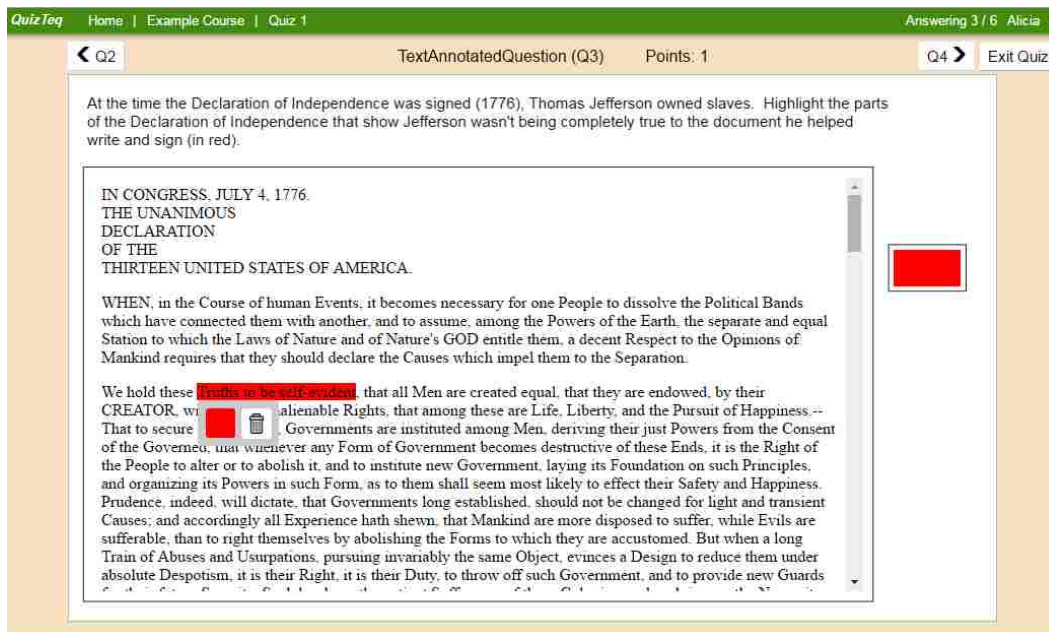 QuizTeq Home | Example Course | Quiz 1 Answering 3 / 6 Alicia
Q2 TextAnnotatedQuestion (Q3) Points: 1 Q4 Exit Quiz
At the time the Declaration of Independence was signed (1776), Thomas Jefferson owned slaves. Highlight the parts
of the Declaration of Independence that show Jefferson wasn't being completely true to the document he helped
write and sign (in red).
IN CONGRESS, JULY 4, 1776.
THE UNANIMOUS
DECLARATION
OF THE
THIRTEEN UNITED STATES OF AMERICA.
WHEN, in the Course of human Events, it becomes necessary for one People to dissolve the Political Bands
which have connected them with another, and to assume, among the Powers of the Earth, the separate and equal
Station to which the Laws of Nature and of Nature's GOD entitle them, a decent Respect to the Opinions of
Mankind requires that they should declare the Causes which impel them to the Separation.
We hold these Truths to be self-evident, that all Men are created equal, that they are endowed, by their
CREATOR, alienable Rights, that among these are Life, Liberty, and the Pursuit of Happiness.--
That to secure , Governments are instituted among Men, deriving their just Powers from the Consent
of the Governed, that whenever any Form of Government becomes destructive of these Ends, it is the Right of
the People to alter or to abolish it, and to institute new Government, laying its Foundation on such Principles,
and organizing its Powers in such Form, as to them shall seem most likely to effect their Safety and Happiness.
Prudence, indeed, will dictate, that Governments long established, should not be changed for light and transient
Causes; and accordingly all Experience hath shewn, that Mankind are more disposed to suffer, while Evils are
sufferable, than to right themselves by abolishing the Forms to which they are accustomed. But when a long
Train of Abuses and Usurpations, pursuing invariably the same Object, evinces a Design to reduce them under
absolute Despotism, it is their Right, it is their Duty, to throw off such Government, and to provide new Guards